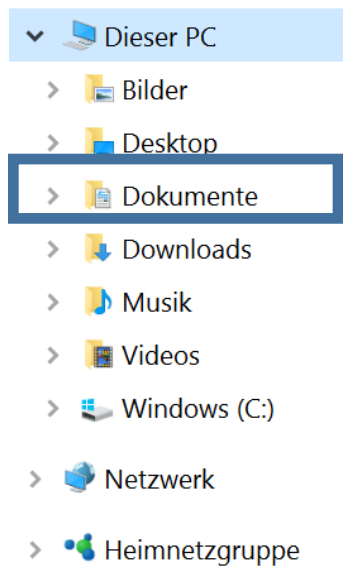 Dieser PC
Bilder
Desktop
Dokumente
Downloads
Musik
Videos
Windows (C:)
Netzwerk
Heimnetzgruppe